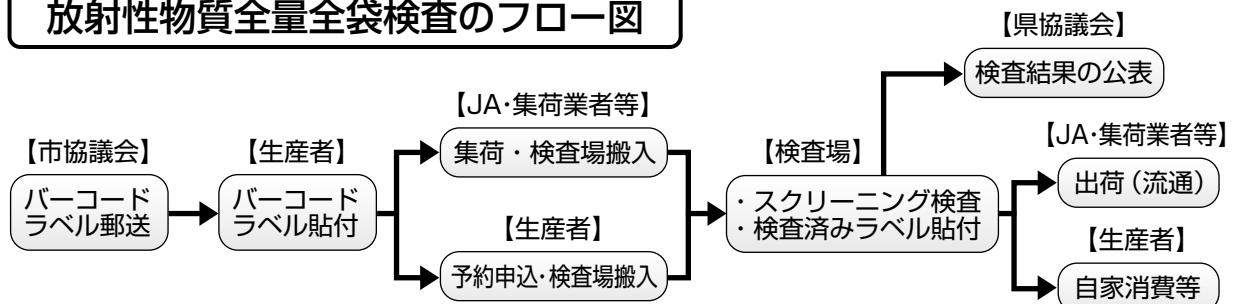 放射性物質全量全袋検査のフロー図
【市協議会】
バーコード
ラベル郵送
【生産者】
バーコード
ラベル貼付
【JA・集荷業者等】
集荷・検査場搬入
【生産者】
予約申込・検査場搬入
【検査場】
・スクリーニング検査
・検査済みラベル貼付
【県協議会】
検査結果の公表
【JA・集荷業者等】
出荷（流通）
【生産者】
自家消費等